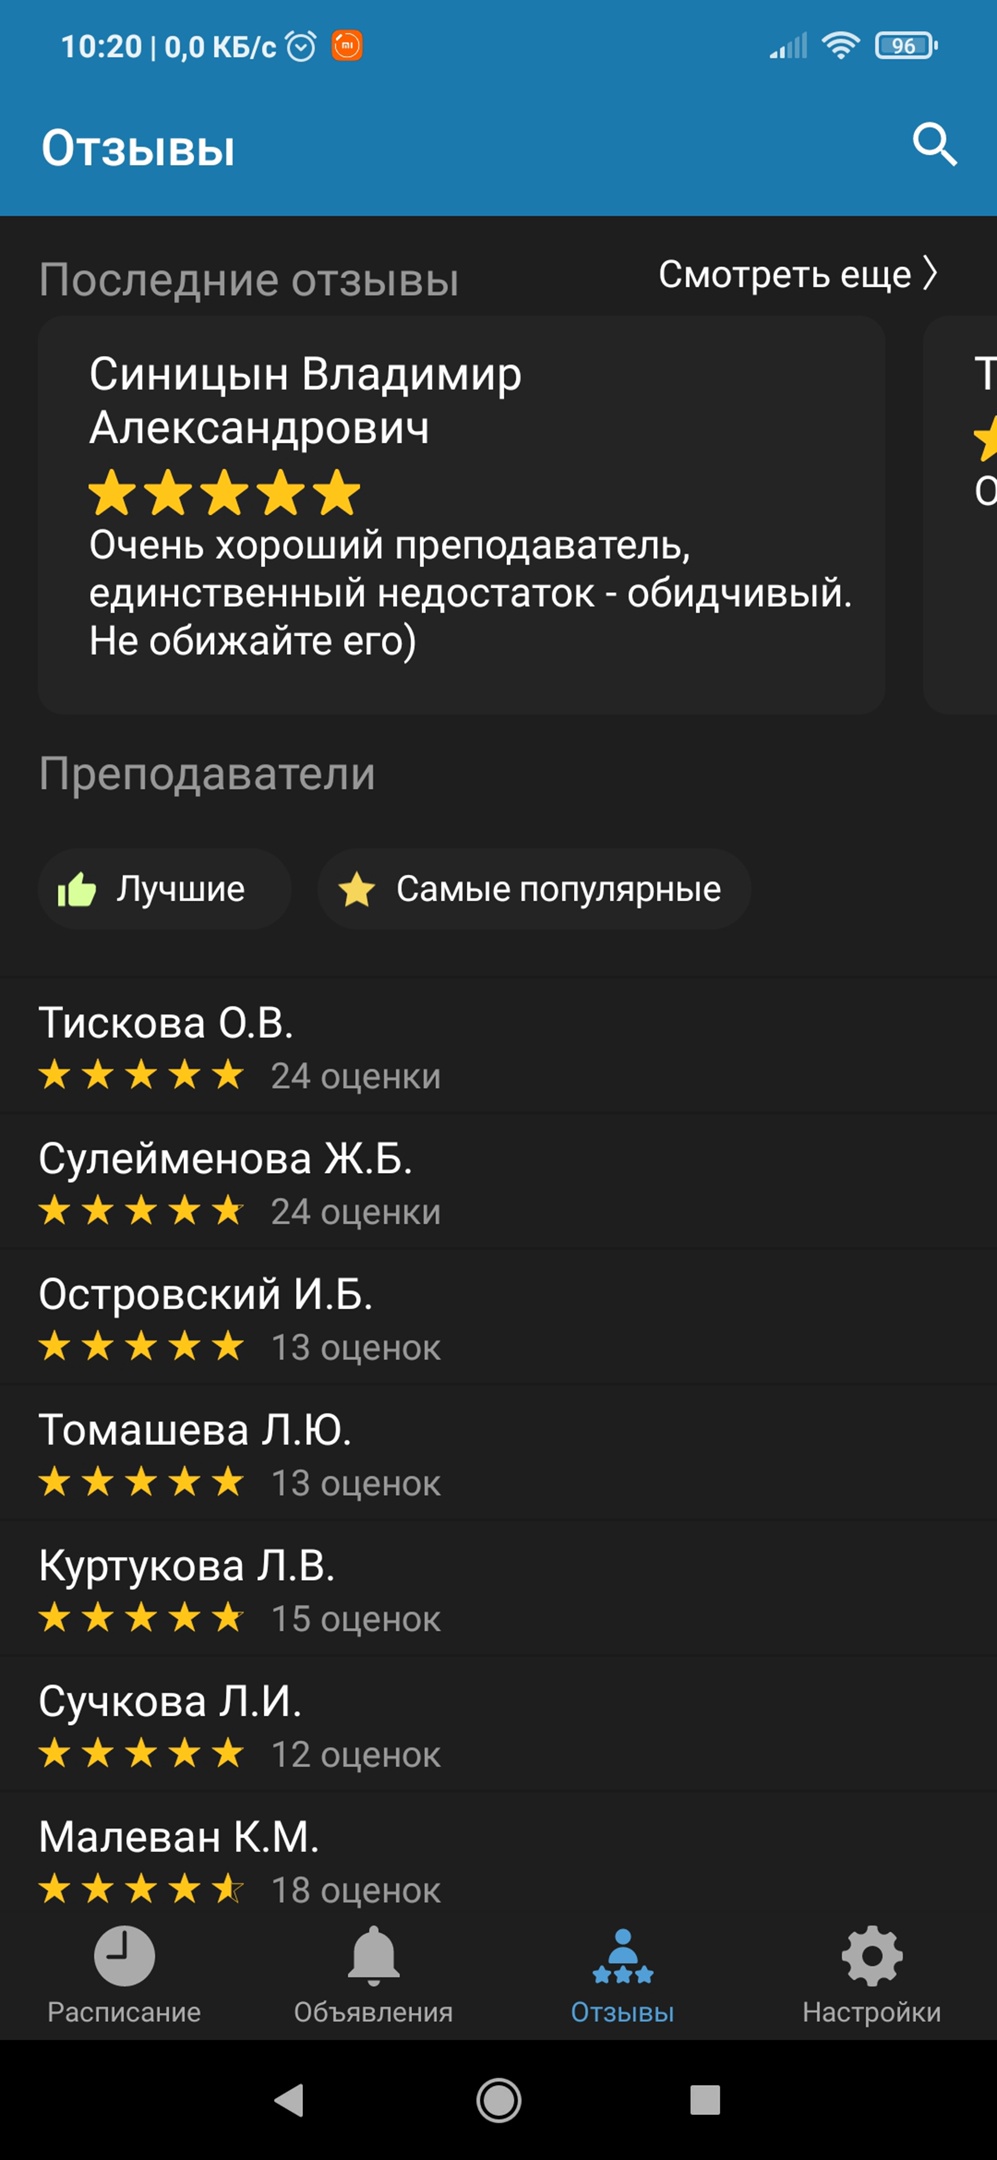 10:20 | 0,0 КБ/с
96
Отзывы
Последние отзывы
Смотреть еще
Синицын Владимир
Александрович
Очень хороший преподаватель,
единственный недостаток - обидчивый.
Не обижайте его)
Преподаватели
Лучшие
Самые популярные
Тискова О.В.
24 оценки
Сулейменова Ж.Б.
24 оценки
Островский И.Б.
13 оценок
Томашева Л.Ю.
13 оценок
Куртукова Л.В.
15 оценок
Сучкова Л.И.
12 оценок
Малеван К.М.
18 оценок
Расписание
Объявления
Отзывы
Настройки